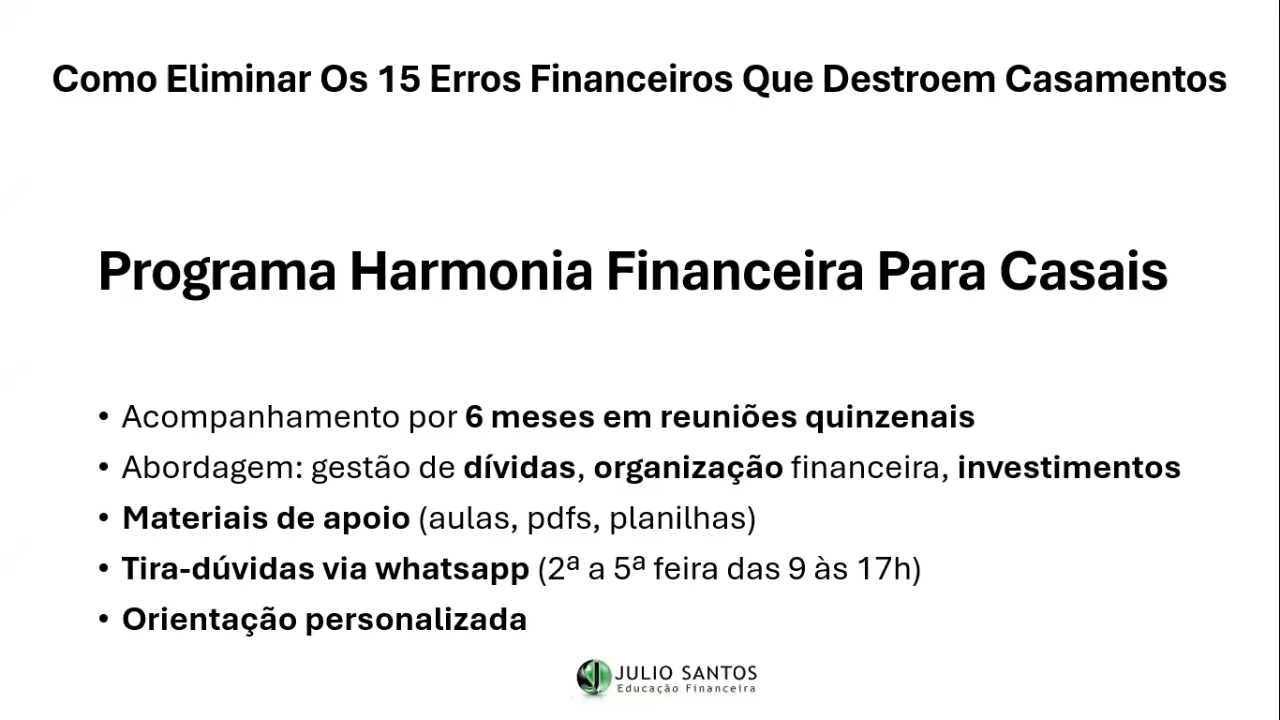 Como Eliminar Os 15 Erros Financeiros Que Destroem Casamentos
Programa Harmonia Financeira Para Casais
• Acompanhamento por 6 meses em reuniões quinzenais
• Abordagem: gestão de dívidas, organização financeira, investimentos
• Materiais de apoio (aulas, pdfs, planilhas)
• Tira-dúvidas via whatsapp (2ª a 5ª feira das 9 às 17h)
• Orientação personalizada
JULIO SANTOS
Educação Financeira